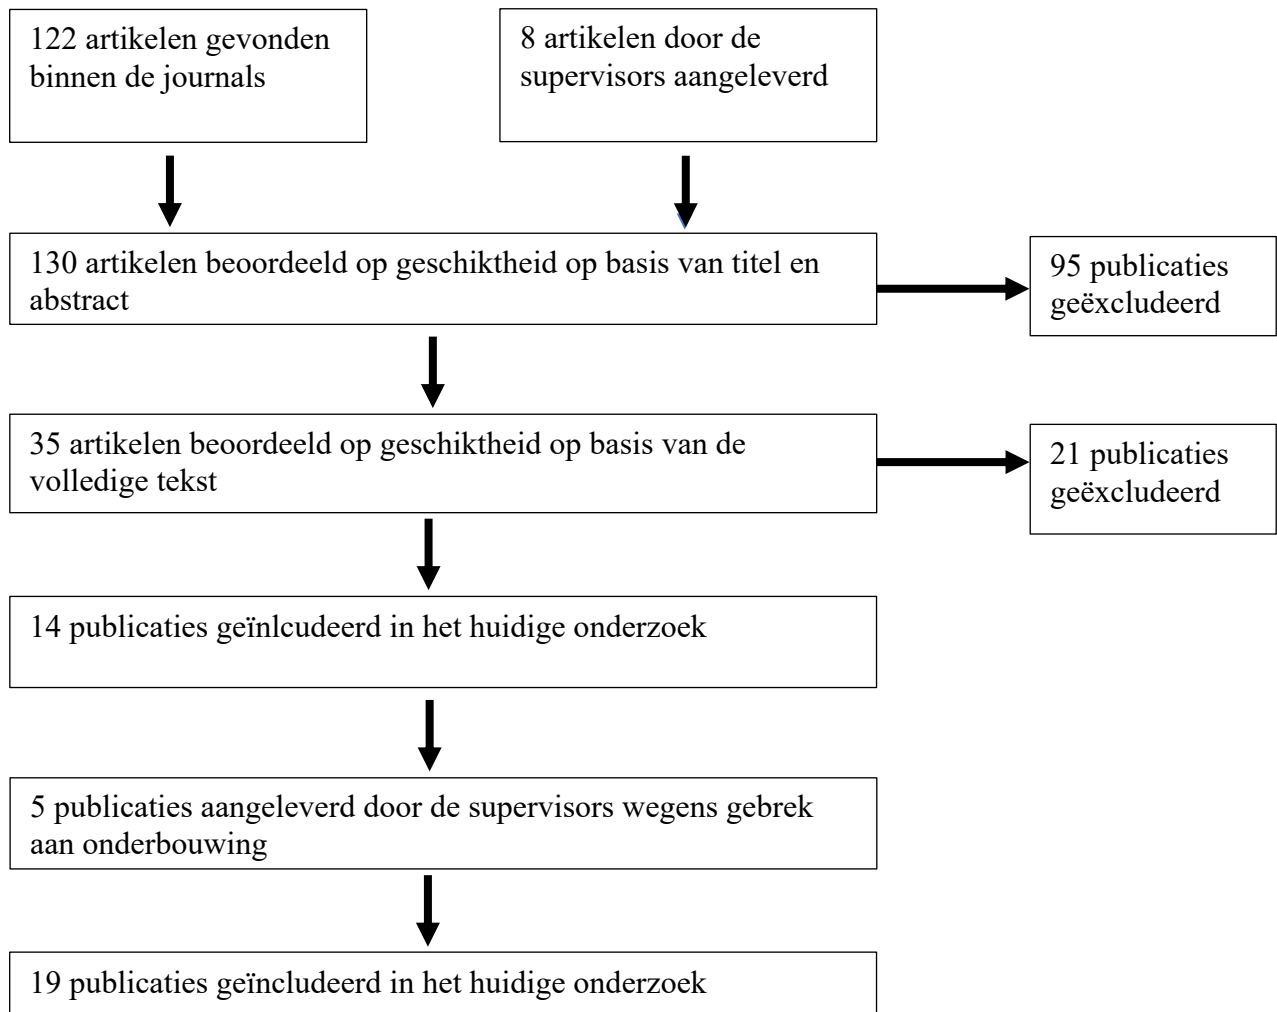 122 artikelen gevonden
binnen de journals
8 artikelen door de
supervisors aangeleverd
130 artikelen beoordeeld op geschiktheid op basis van titel en
abstract
95 publicaties
geëxcludeerd
35 artikelen beoordeeld op geschiktheid op basis van de
volledige tekst
21 publicaties
geëxcludeerd
14 publicaties geïnlcudeerd in het huidige onderzoek
5 publicaties aangeleverd door de supervisors wegens gebrek
aan onderbouwing
19 publicaties geïncludeerd in het huidige onderzoek